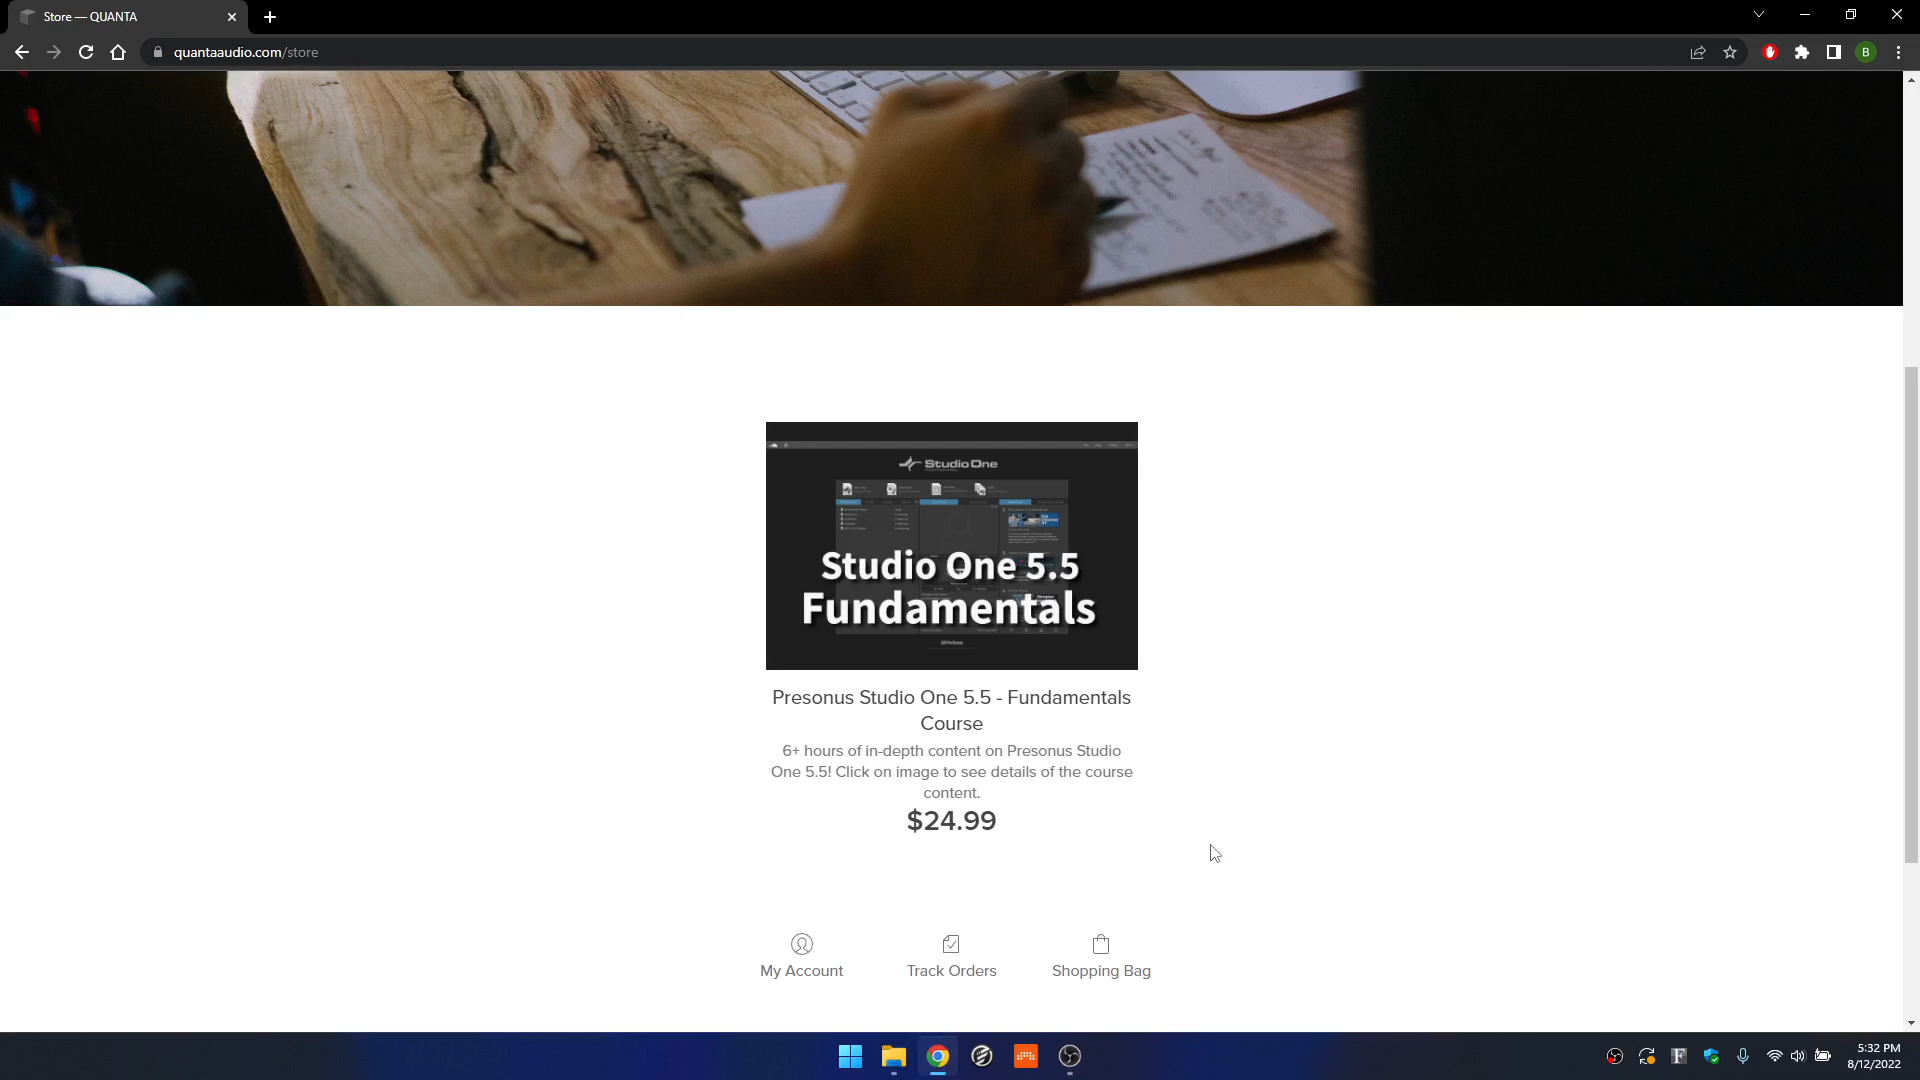 Store — QUANTA
quantaaudio.com/store
B
Studio One
Studio One 5.5
Fundamentals
Presonus Studio One 5.5 - Fundamentals
Course
6+ hours of in-depth content on Presonus Studio
One 5.5! Click on image to see details of the course
content.
$24.99
My Account
Track Orders
Shopping Bag
F
5:32 PM
8/12/2022